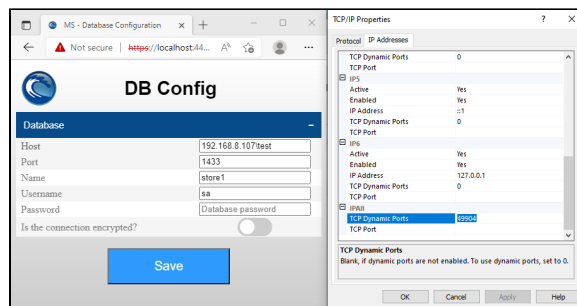 MS - Database Configuration
Not secure
https://localhost:44...
DB Config
Database
Host
192.168.8.107\test
Port
1433
Name
store1
Username
sa
Password
Database password
Is the connection encrypted?
Save
TCP/IP Properties
?
Protocol
IP Addresses
TCP Dynamic Ports
0
TCP Port
IP5
Active
Yes
Enabled
Yes
IP Address
::1
TCP Dynamic Ports
0
TCP Port
IP6
Active
Yes
Enabled
Yes
IP Address
127.0.0.1
TCP Dynamic Ports
0
TCP Port
IPAll
TCP Dynamic Ports
49904
TCP Port
TCP Dynamic Ports
Blank, if dynamic ports are not enabled. To use dynamic ports, set to 0.
OK
Cancel
Apply
Help